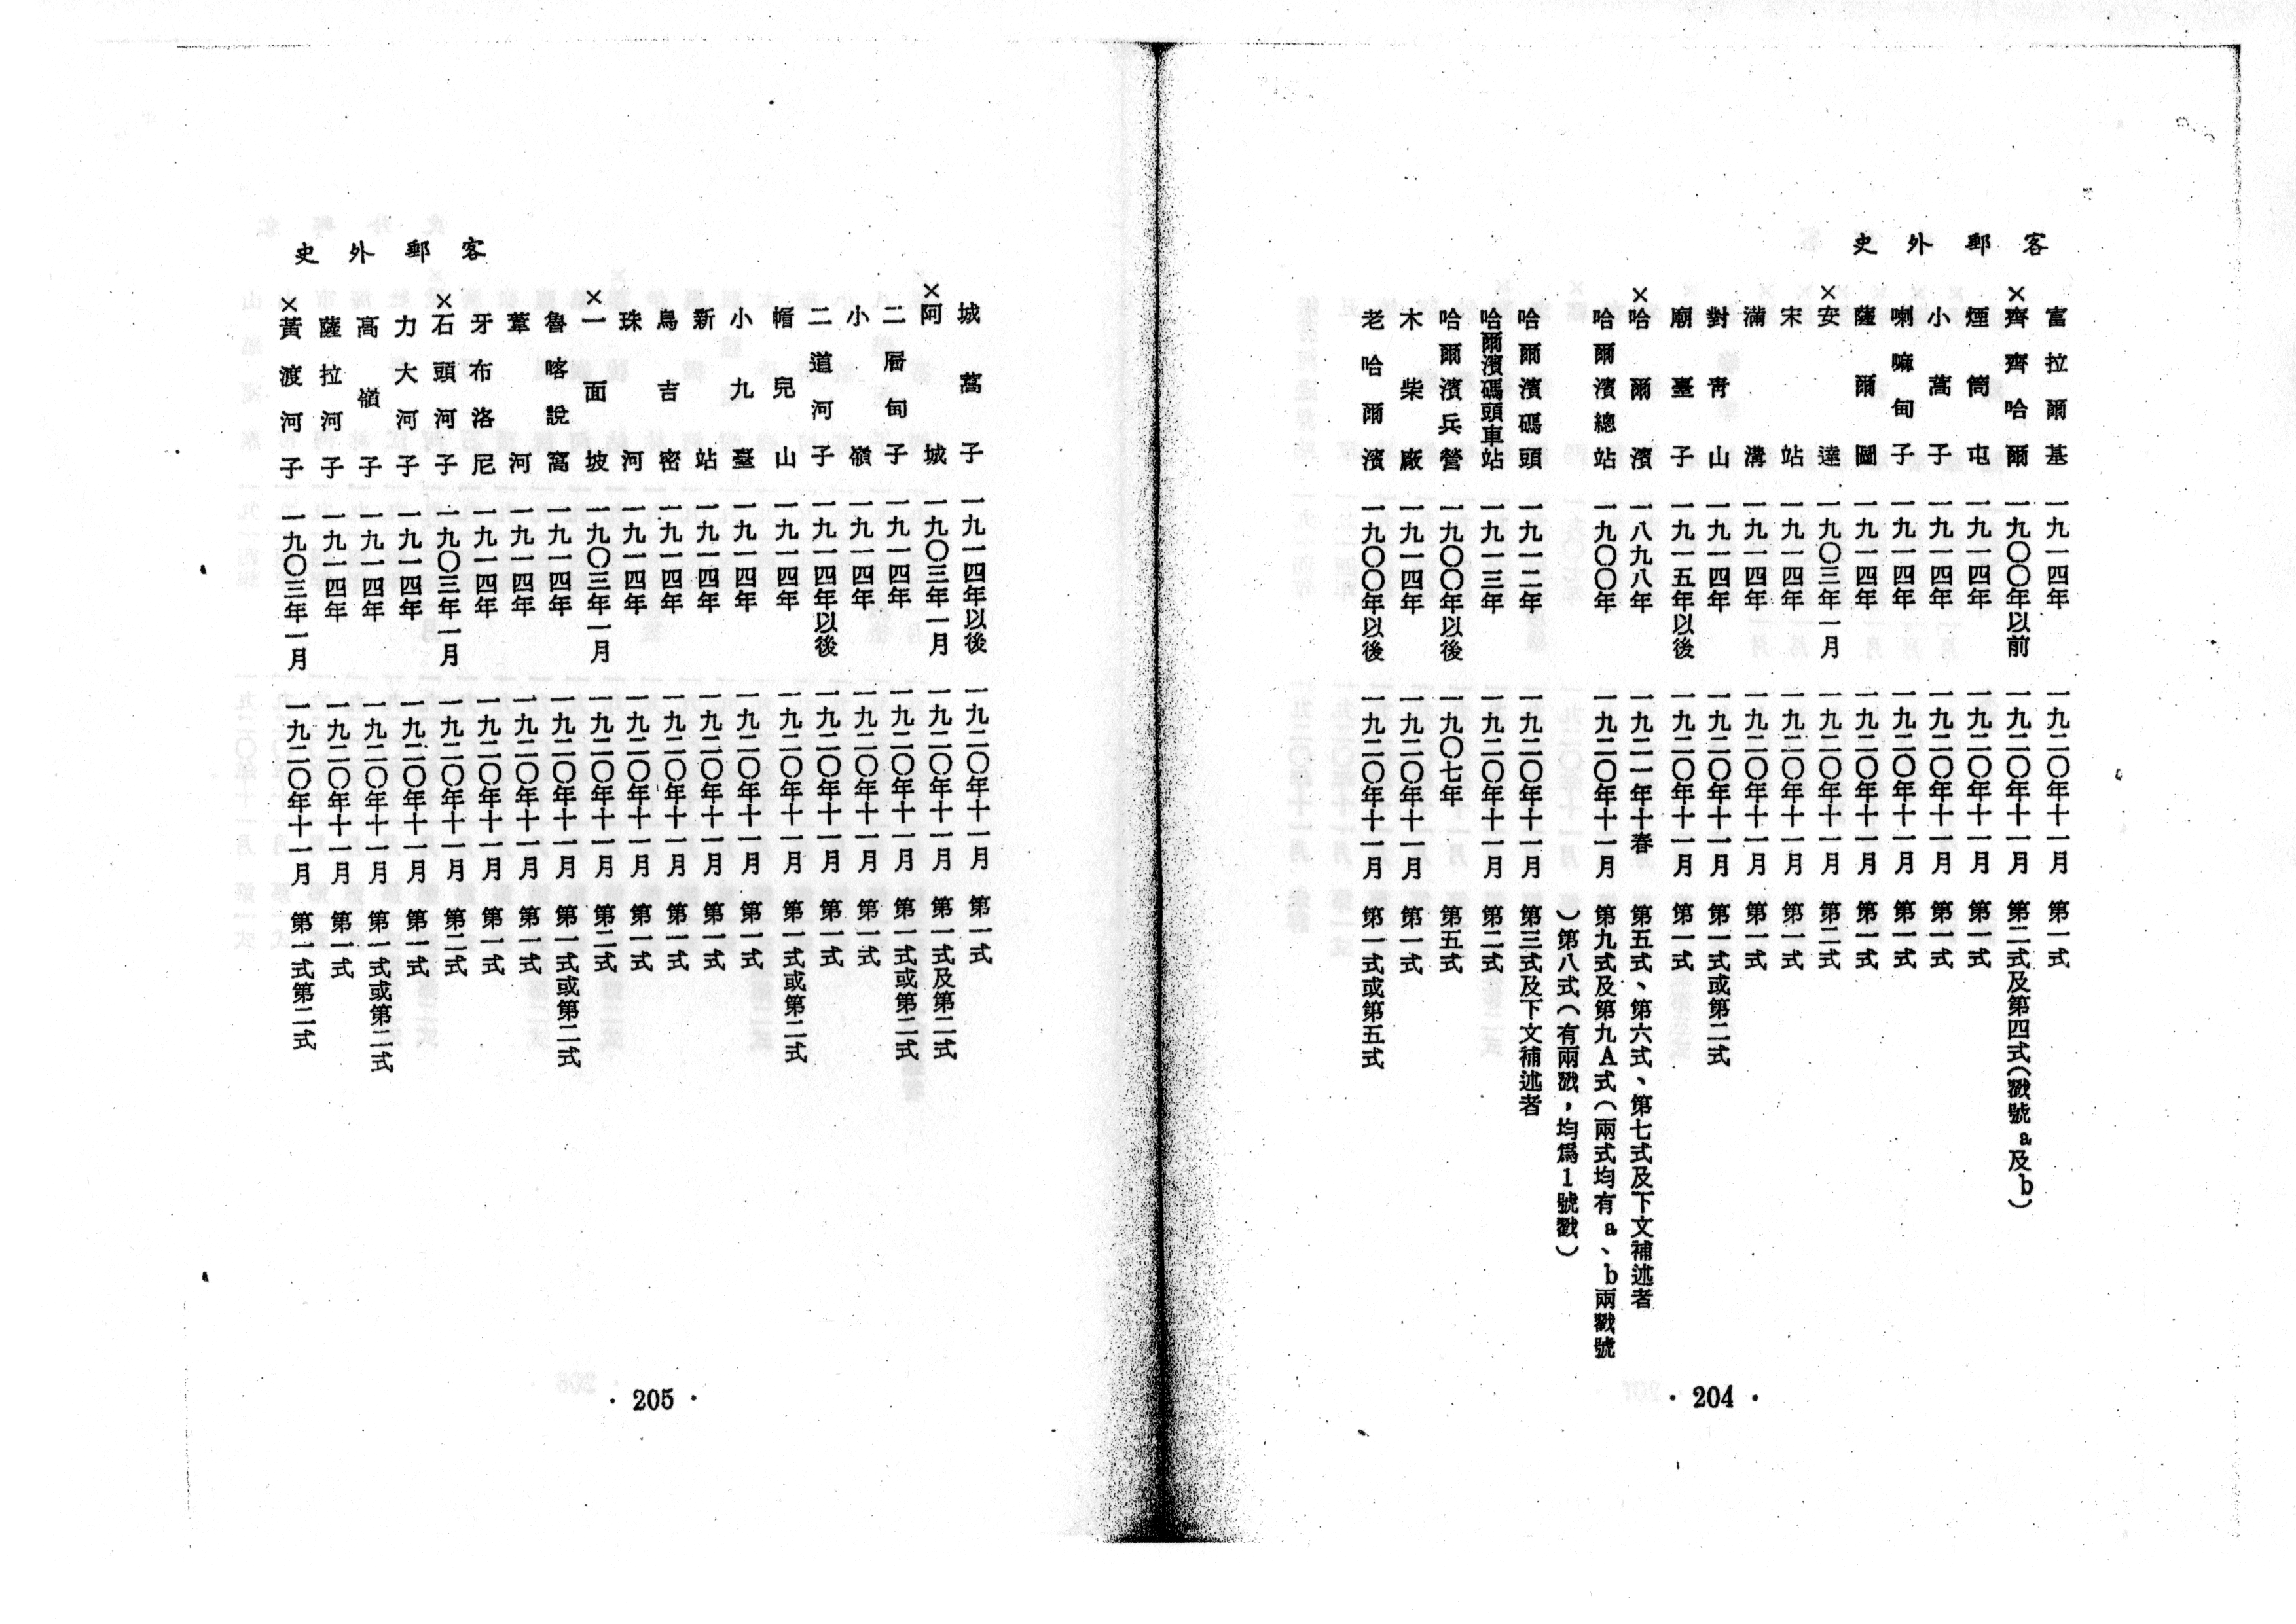 客郵外史
富拉爾基 一九一四年 一九二〇年十一月 第一式
×齊齊哈爾 一九〇〇年以前 一九二〇年十一月 第二式及第四式(戳號a及b)
煙筒屯 一九一四年 一九二〇年十一月 第一式
小蒿子 一九一四年 一九二〇年十一月 第一式
喇嘛甸子 一九一四年 一九二〇年十一月 第一式
薩爾圖 一九一四年 一九二〇年十一月 第一式
×安達 一九〇三年一月 一九二〇年十一月 第二式
宋站 一九一四年 一九二〇年十一月 第一式
滿溝 一九一四年 一九二〇年十一月 第一式
對青山 一九一四年 一九二〇年十一月 第一式或第二式
廟臺子 一九一五年以後 一九二〇年十一月 第一式
×哈爾濱 一八九八年 一九二一年十春 第五式、第六式、第七式及下文補述者
哈爾濱總站 一九〇〇年 一九二〇年十一月 第九式及第九A式(兩式均有a、b兩戳號
)第八式(有兩戳,均爲1號戳)
哈爾濱碼頭 一九一二年 一九二〇年十一月 第三式及下文補述者
哈爾濱碼頭車站 一九一三年 一九二〇年十一月 第二式
哈爾濱兵營 一九〇〇年以後 一九〇七年 第五式
木柴廠 一九一四年 一九二〇年十一月 第一式
老哈爾濱 一九〇〇年以後 一九二〇年十一月 第一式或第五式
· 204 ·
客郵外史
城蒿子 一九一四年以後 一九二〇年十一月 第一式
×阿城 一九〇三年一月 一九二〇年十一月 第一式及第二式
二層甸子 一九一四年 一九二〇年十一月 第一式或第二式
小嶺 一九一四年 一九二〇年十一月 第一式
二道河子 一九一四年以後 一九二〇年十一月 第一式
帽兒山 一九一四年 一九二〇年十一月 第一式或第二式
小九臺 一九一四年 一九二〇年十一月 第一式
新站 一九一四年 一九二〇年十一月 第一式
烏吉密 一九一四年 一九二〇年十一月 第一式
珠河 一九一四年 一九二〇年十一月 第一式
×一面坡 一九〇三年一月 一九二〇年十一月 第二式
魯喀說窩 一九一四年 一九二〇年十一月 第一式或第二式
葦河 一九一四年 一九二〇年十一月 第一式
牙布洛尼 一九一四年 一九二〇年十一月 第一式
×石頭河子 一九〇三年一月 一九二〇年十一月 第二式
力大河子 一九一四年 一九二〇年十一月 第一式
高嶺子 一九一四年 一九二〇年十一月 第一式或第二式
薩拉河子 一九一四年 一九二〇年十一月 第一式
×黃渡河子 一九〇三年一月 一九二〇年十一月 第一式第二式
· 205 ·